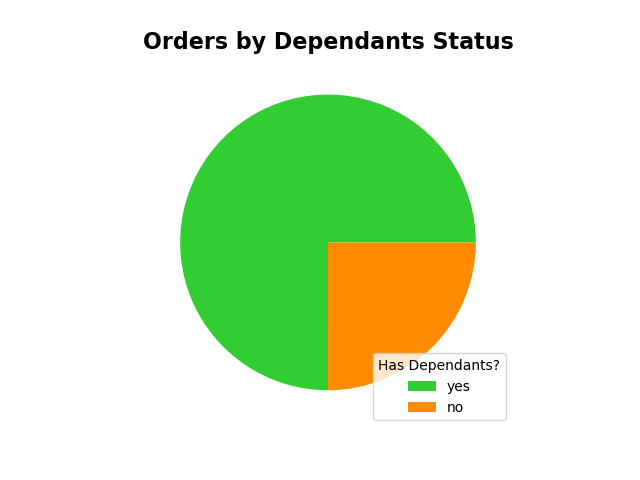 Orders by Dependants Status
Has Dependants?
yes
no